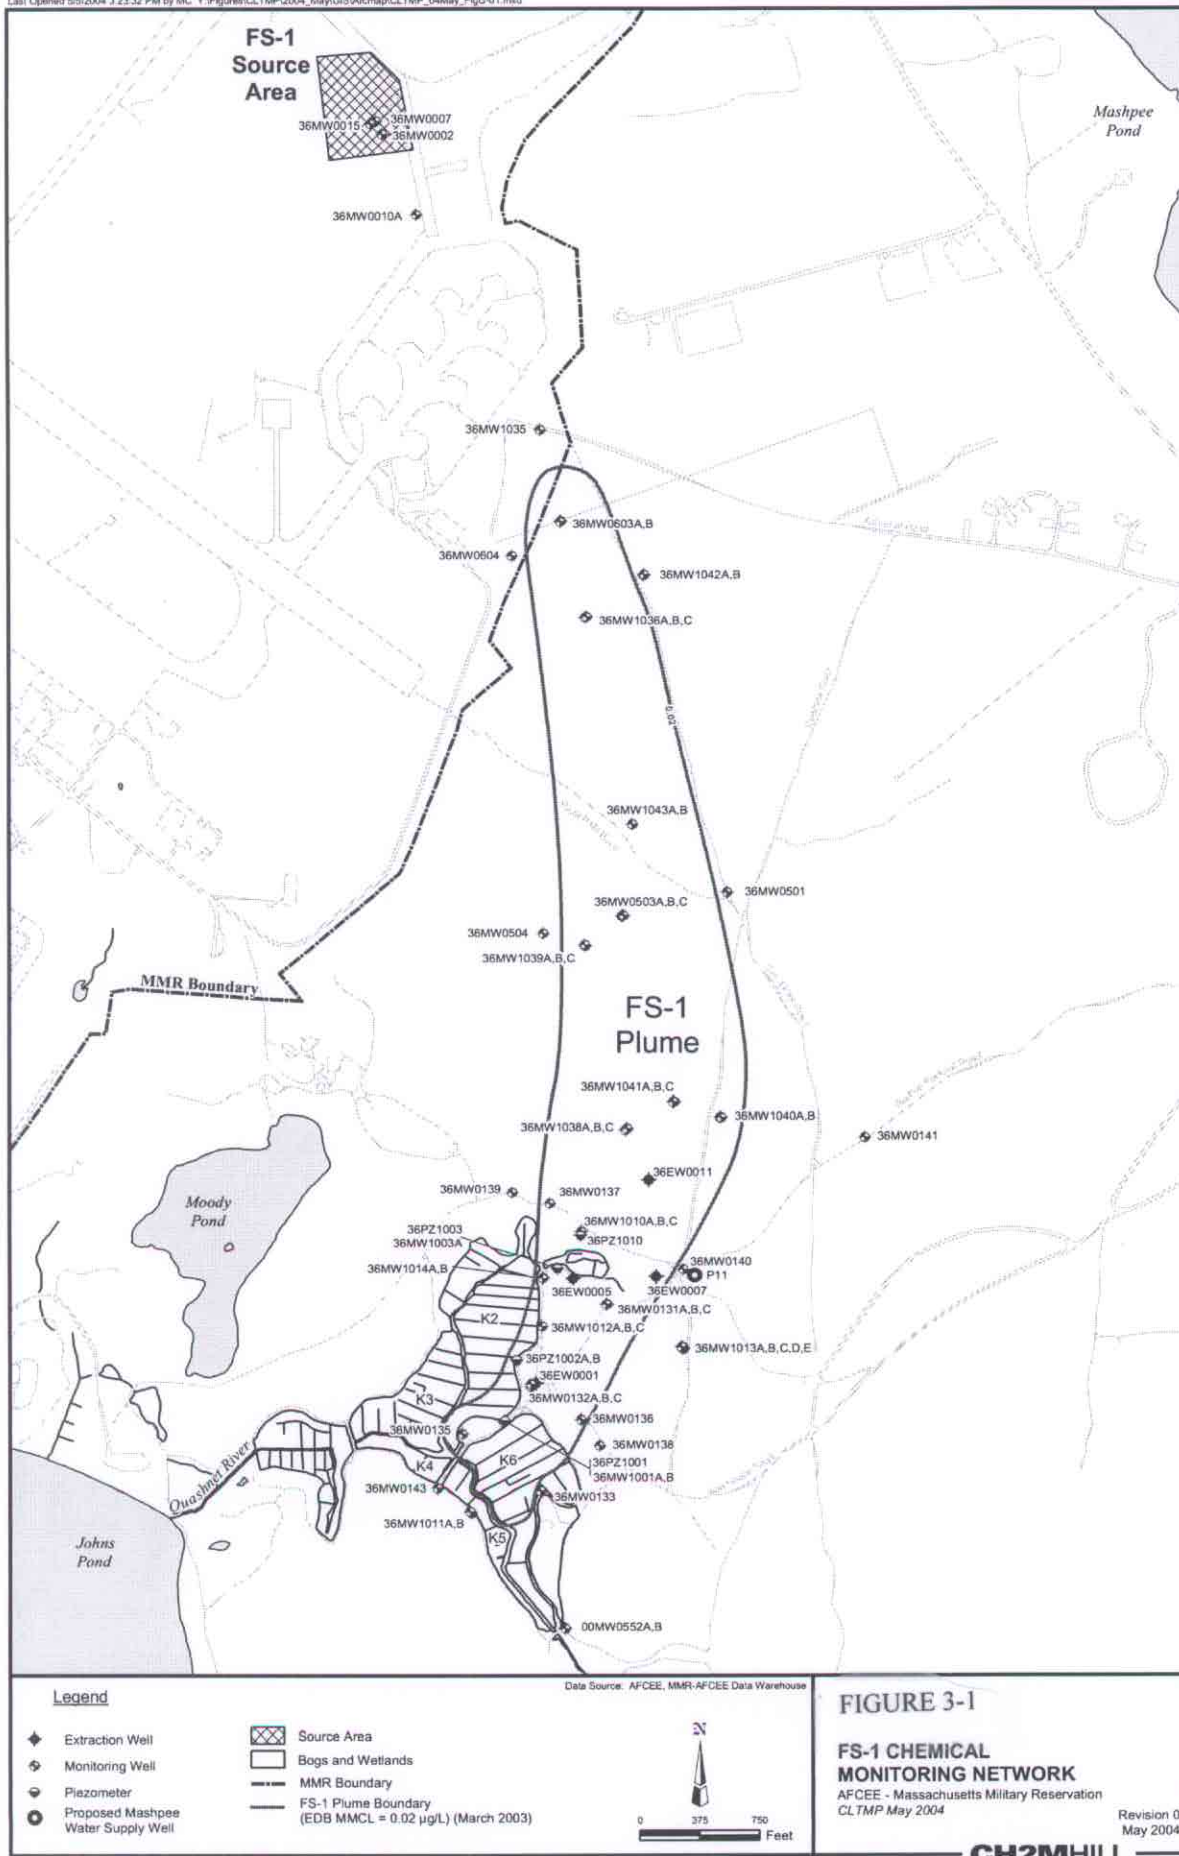 FS-1
Source
Area
36MW0007
36MW0015
36MW0002
36MW0010A
Mashpee
Pond
36MW1035
36MW0603A,B
36MW0604
36MW1042A,B
36MW1036A,B,C
0.02
36MW1043A,B
36MW0501
36MW0503A,B,C
36MW0504
36MW1039A,B,C
MMR Boundary
FS-1
Plume
36MW1041A,B,C
36MW1040A,B
36MW1038A,B,C
36MW0141
36EW0011
Moody
Pond
36MW0139
36MW0137
36MW1010A,B,C
36PZ1003
36PZ1010
36MW1003A
36MW0140
36MW1014A,B
P11
36EW0005
36EW0007
36MW0131A,B,C
K2
36MW1012A,B,C
36MW1013A,B,C,D,E
36PZ1002A,B
36EW0001
36MW0132A,B,C
K3
36MW0136
36MW0135
36MW0138
K6
K4
36PZ1001
36MW1001A,B
Quashnet River
36MW0143
36MW0133
36MW1011A,B
K5
Johns
Pond
00MW0552A,B
Legend
Data Source: AFCEE, MMR-AFCEE Data Warehouse
Extraction Well
Monitoring Well
Piezometer
Proposed Mashpee
Water Supply Well
Source Area
Bogs and Wetlands
MMR Boundary
FS-1 Plume Boundary
(EDB MMCL = 0.02 µg/L) (March 2003)
N
0 375 750
Feet
FIGURE 3-1
FS-1 CHEMICAL
MONITORING NETWORK
AFCEE - Massachusetts Military Reservation
CLTMP May 2004
Revision 0
May 2004
CH2MHILL